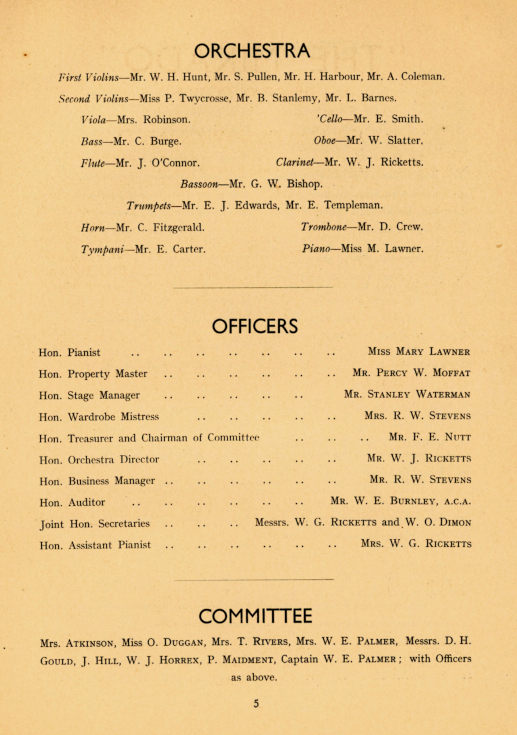 ORCHESTRA
First Violins—Mr. W. H. Hunt, Mr. S. Pullen, Mr. H. Harbour, Mr. A. Coleman.
Second Violins—Miss P. Twycrosse, Mr. B. Stanlemy, Mr. L. Barnes.
Viola—Mrs. Robinson. 'Cello—Mr. E. Smith.
Bass—Mr. C. Burge. Oboe—Mr. W. Slatter.
Flute—Mr. J. O'Connor. Clarinet—Mr. W. J. Ricketts.
Bassoon—Mr. G. W. Bishop.
Trumpets—Mr. E. J. Edwards, Mr. E. Templeman.
Horn—Mr. C. Fitzgerald. Trombone—Mr. D. Crew.
Tympani—Mr. E. Carter. Piano—Miss M. Lawner.
OFFICERS
Hon. Pianist .. .. .. .. .. .. .. Miss Mary Lawner
Hon. Property Master .. .. .. .. .. .. Mr. Percy W. Moffat
Hon. Stage Manager .. .. .. .. .. Mr. Stanley Waterman
Hon. Wardrobe Mistress .. .. .. .. .. Mrs. R. W. Stevens
Hon. Treasurer and Chairman of Committee .. .. .. Mr. F. E. Nutt
Hon. Orchestra Director .. .. .. .. .. Mr. W. J. Ricketts
Hon. Business Manager .. .. .. .. .. .. Mr. R. W. Stevens
Hon. Auditor .. .. .. .. .. .. Mr. W. E. Burnley, A.C.A.
Joint Hon. Secretaries .. .. .. Messrs. W. G. Ricketts and W. O. Dimon
Hon. Assistant Pianist .. .. .. .. .. .. Mrs. W. G. Ricketts
COMMITTEE
Mrs. Atkinson, Miss O. Duggan, Mrs. T. Rivers, Mrs. W. E. Palmer, Messrs. D. H.
Gould, J. Hill, W. J. Horrex, P. Maidment, Captain W. E. Palmer; with Officers
as above.
5